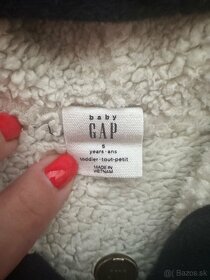 baby
GAP
5
years·ans
toddler·tout-petit
MADE IN
VIETNAM
bazos.sk